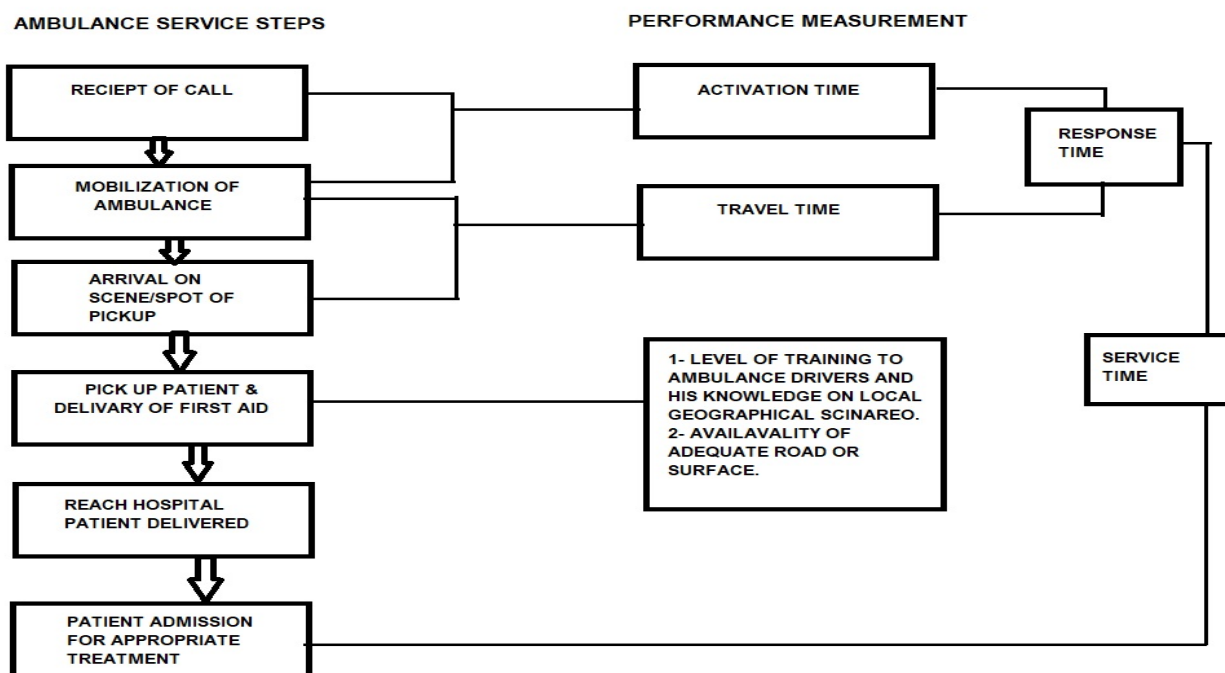 AMBULANCE SERVICE STEPS
PERFORMANCE MEASUREMENT
RECIEPT OF CALL
MOBILIZATION OF
AMBULANCE
ARRIVAL ON
SCENE/SPOT OF
PICKUP
PICK UP PATIENT &
DELIVARY OF FIRST AID
REACH HOSPITAL
PATIENT DELIVERED
PATIENT ADMISSION
FOR APPROPRIATE
TREATMENT
ACTIVATION TIME
TRAVEL TIME
1- LEVEL OF TRAINING TO
AMBULANCE DRIVERS AND
HIS KNOWLEDGE ON LOCAL
GEOGRAPHICAL SCINAREO.
2- AVAILAVALITY OF
ADEQUATE ROAD OR
SURFACE.
RESPONSE
TIME
SERVICE
TIME